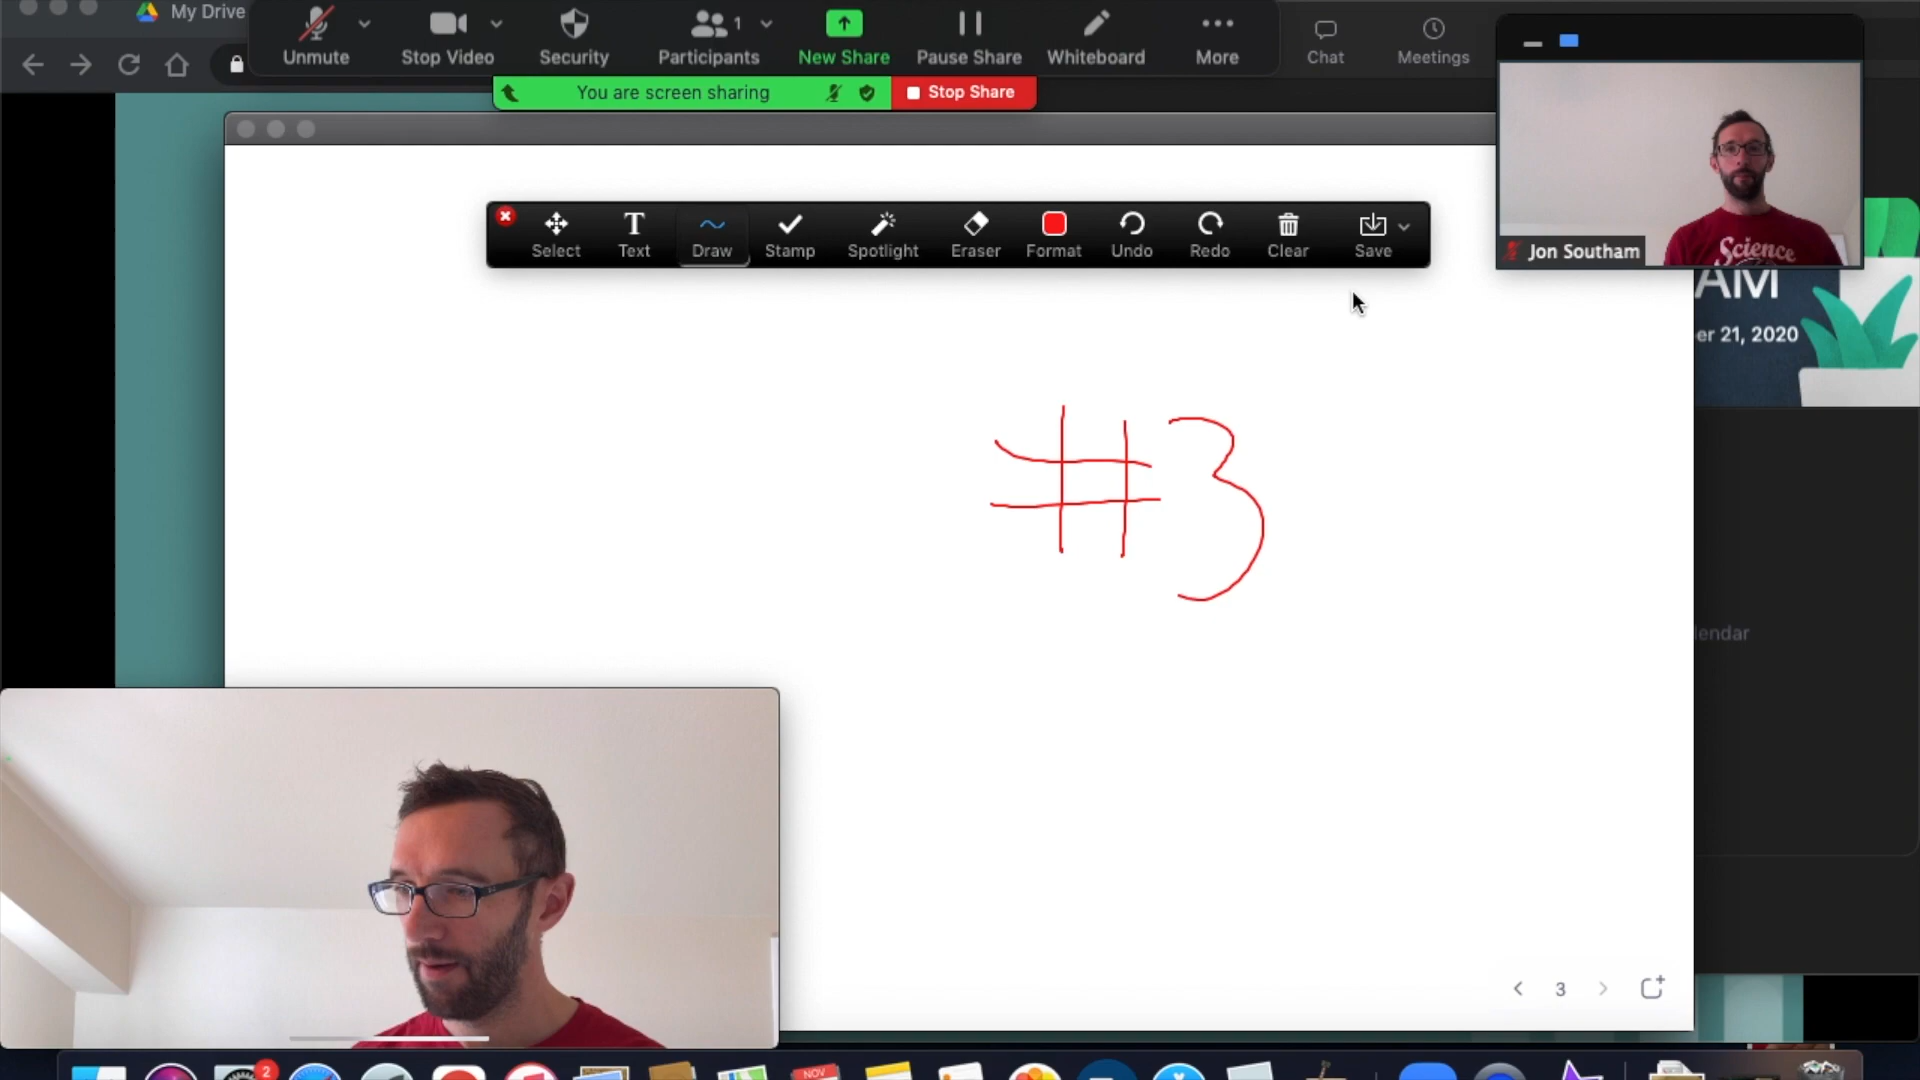 My Drive
Unmute Stop Video Security Participants 1 New Share Pause Share Whiteboard More Chat Meetings
You are screen sharing Stop Share
Select Text Draw Stamp Spotlight Eraser Format Undo Redo Clear Save
Science
Jon Southam
AM
er 21, 2020
#3
lendar
3
2
NOV